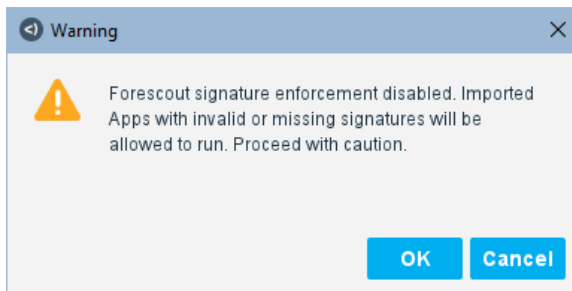 Warning
Forescout signature enforcement disabled. Imported
Apps with invalid or missing signatures will be
allowed to run. Proceed with caution.
OK
Cancel